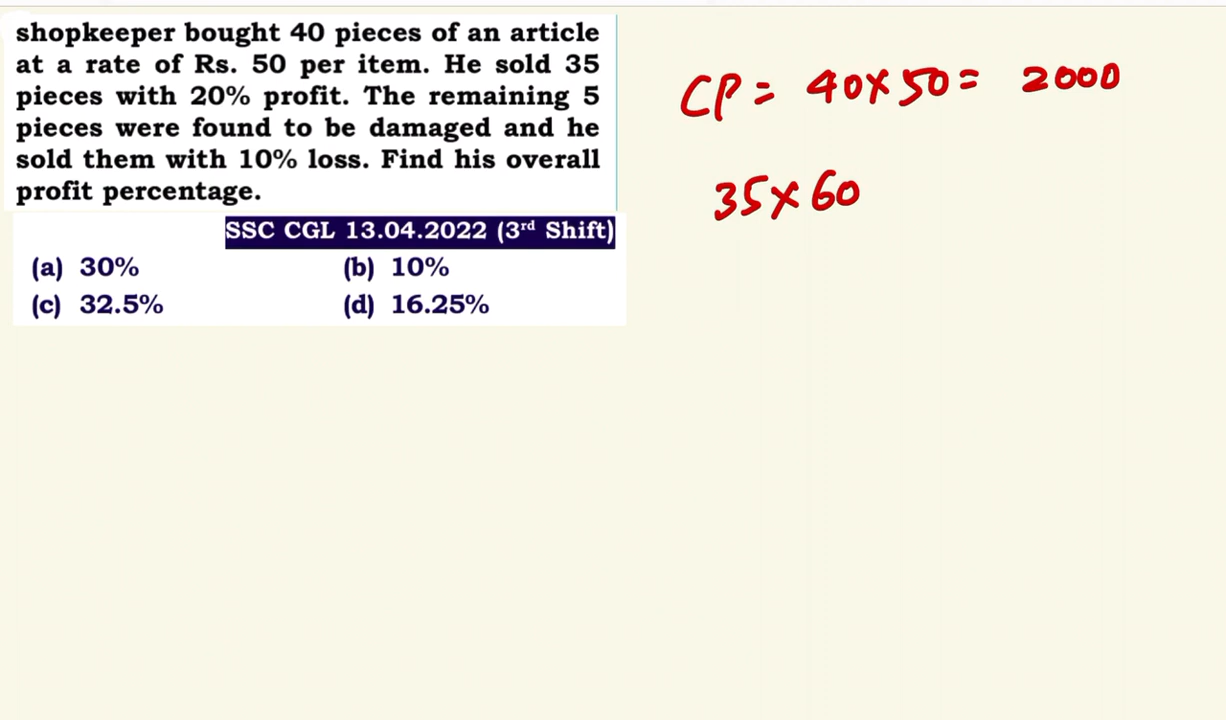 shopkeeper bought 40 pieces of an article
at a rate of Rs. 50 per item. He sold 35
pieces with 20% profit. The remaining 5
pieces were found to be damaged and he
sold them with 10% loss. Find his overall
profit percentage.
SSC CGL 13.04.2022 (3rd Shift)
(a) 30% (b) 10%
(c) 32.5% (d) 16.25%
CP = 40×50 = 2000
35×60